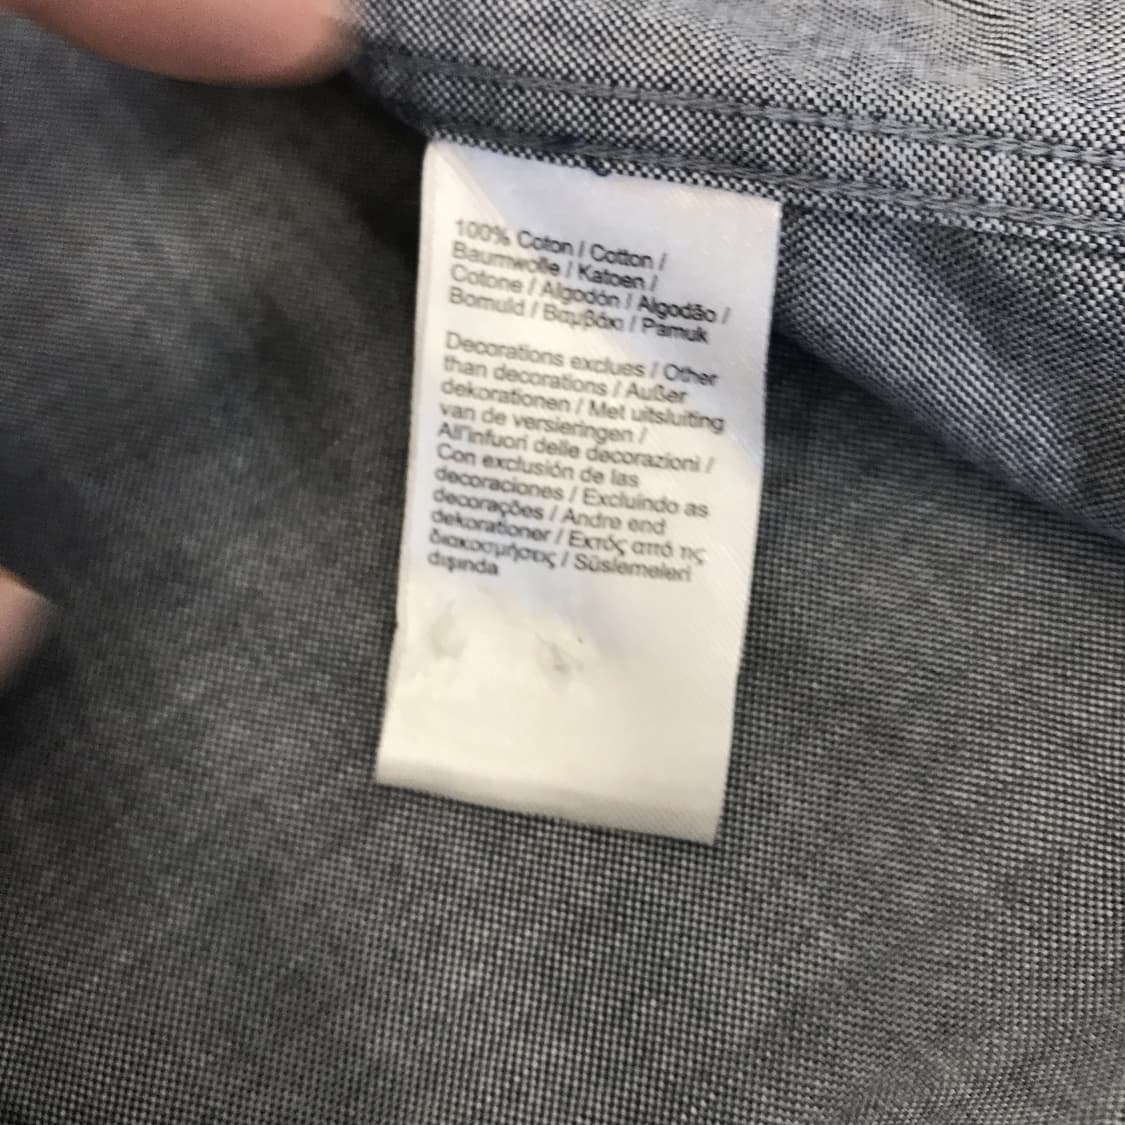 100% Coton / Cotton /
Baumwolle / Katoen /
Cotone / Algodón / Algodão /
Bomuld / Βαμβάκι / Pamuk
Decorations exclues / Other
than decorations / Außer
dekorationen / Met uitsluiting
van de versieringen /
All'infuori delle decorazioni /
Con exclusión de las
decoraciones / Excluindo as
decorações / Andre end
dekorationer / Εκτός από τις
διακοσμήσεις / Süslemeleri
dışında